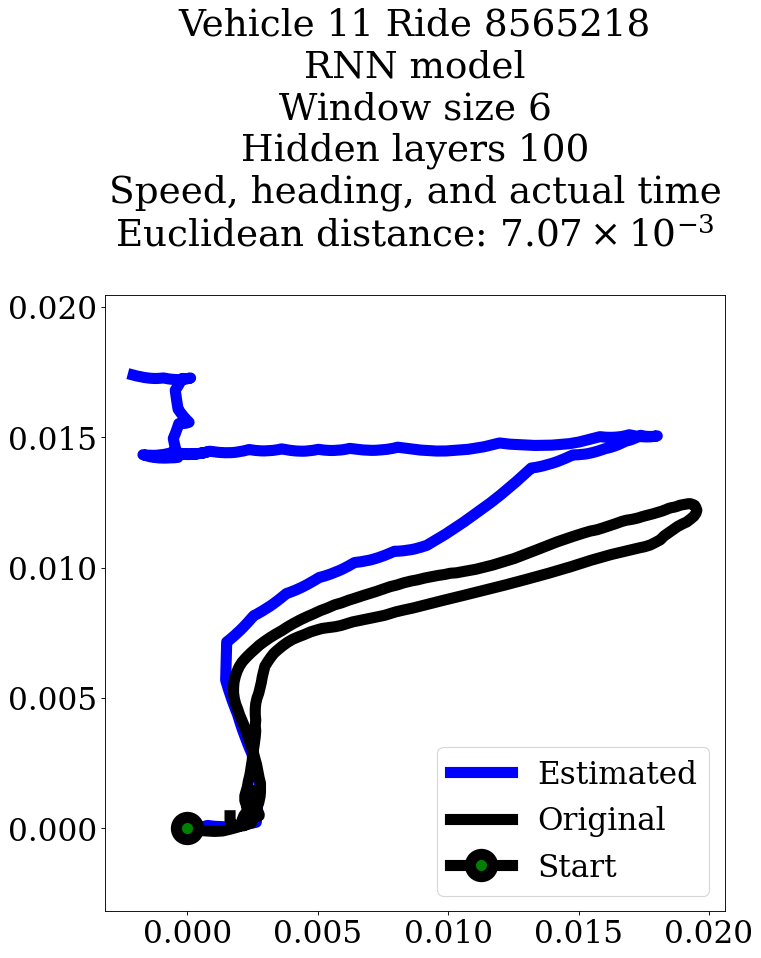 Vehicle 11 Ride 8565218
RNN model
Window size 6
Hidden layers 100
Speed, heading, and actual time
Euclidean distance: 7.07 × 10⁻³
0.020
0.015
0.010
0.005
0.000
Estimated
Original
Start
0.000 0.005 0.010 0.015 0.020